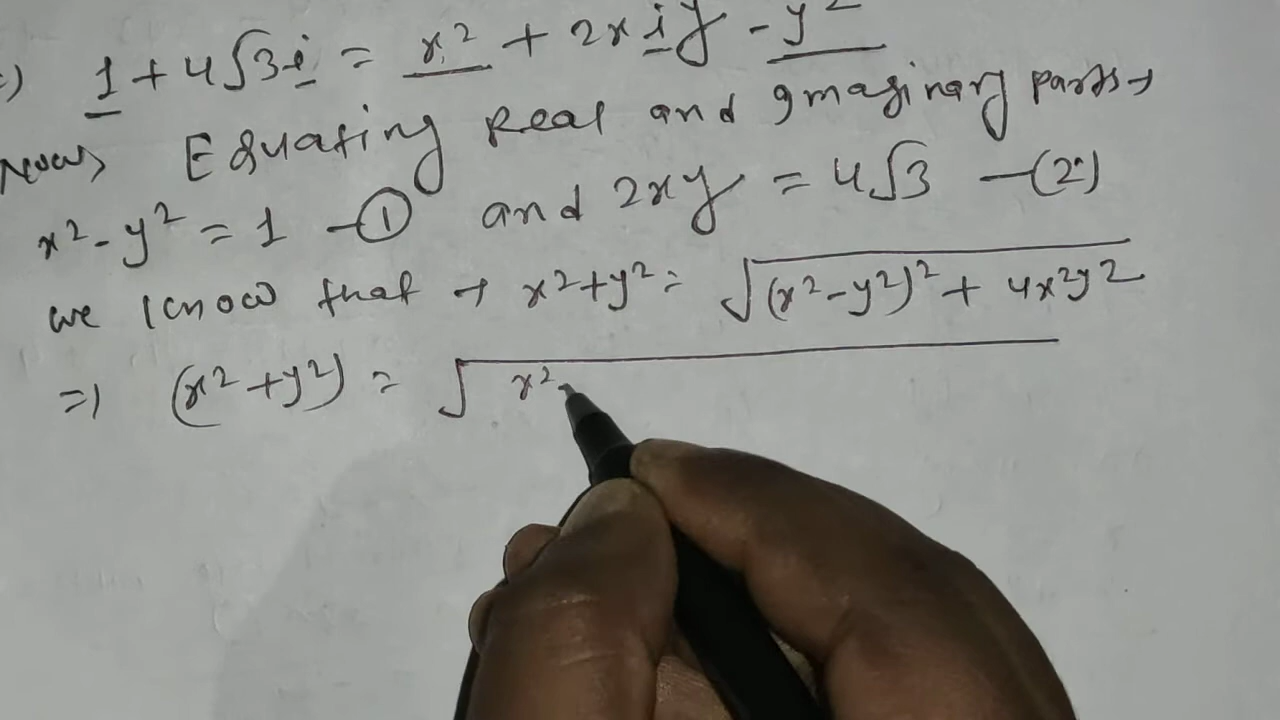 ⇒) 1 + 4√3i = x² + 2xiy - y²
Now, Equating Real and Imaginary parts→
x² - y² = 1 —① and 2xy = 4√3 —(2)
we know that → x²+y² = √(x²-y²)² + 4x²y²
⇒ (x²+y²) = √x²-